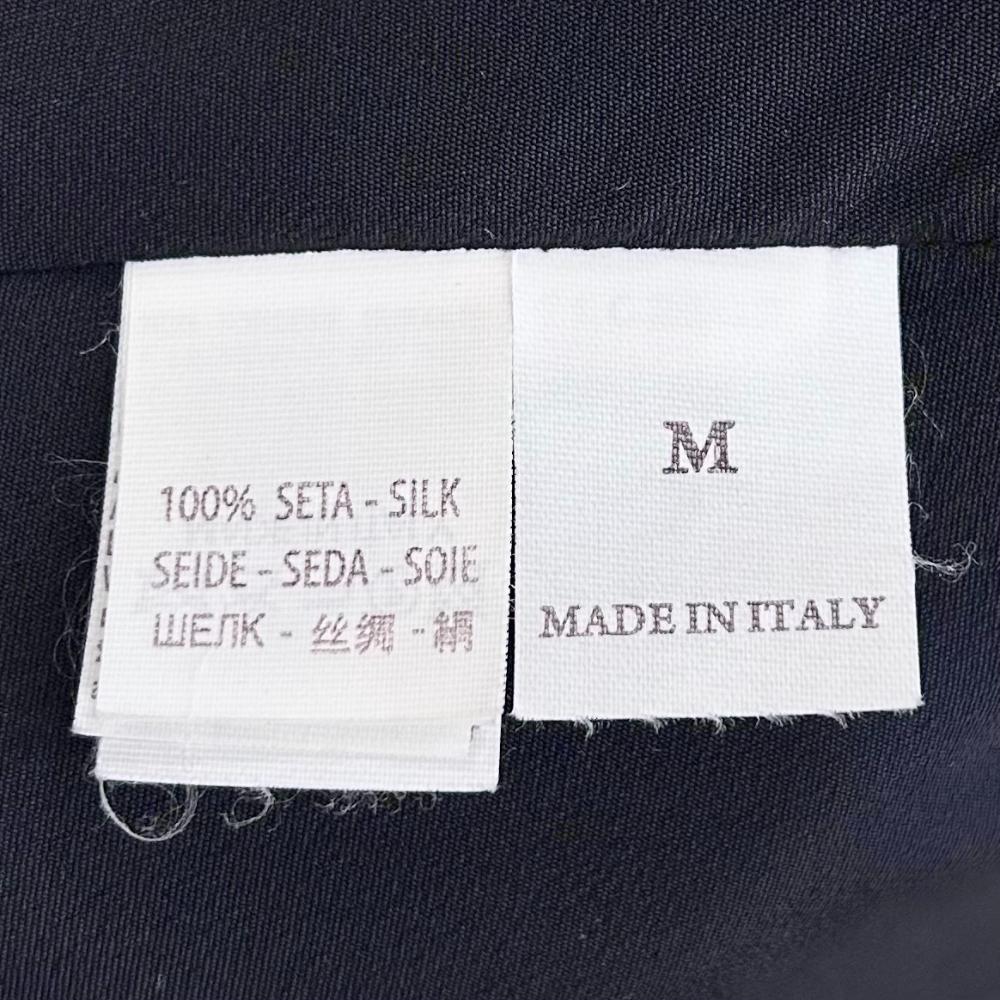 100% SETA - SILK
SEIDE - SEDA - SOIE
ШЕЛК - 丝绸 - 絹
M
MADE IN ITALY